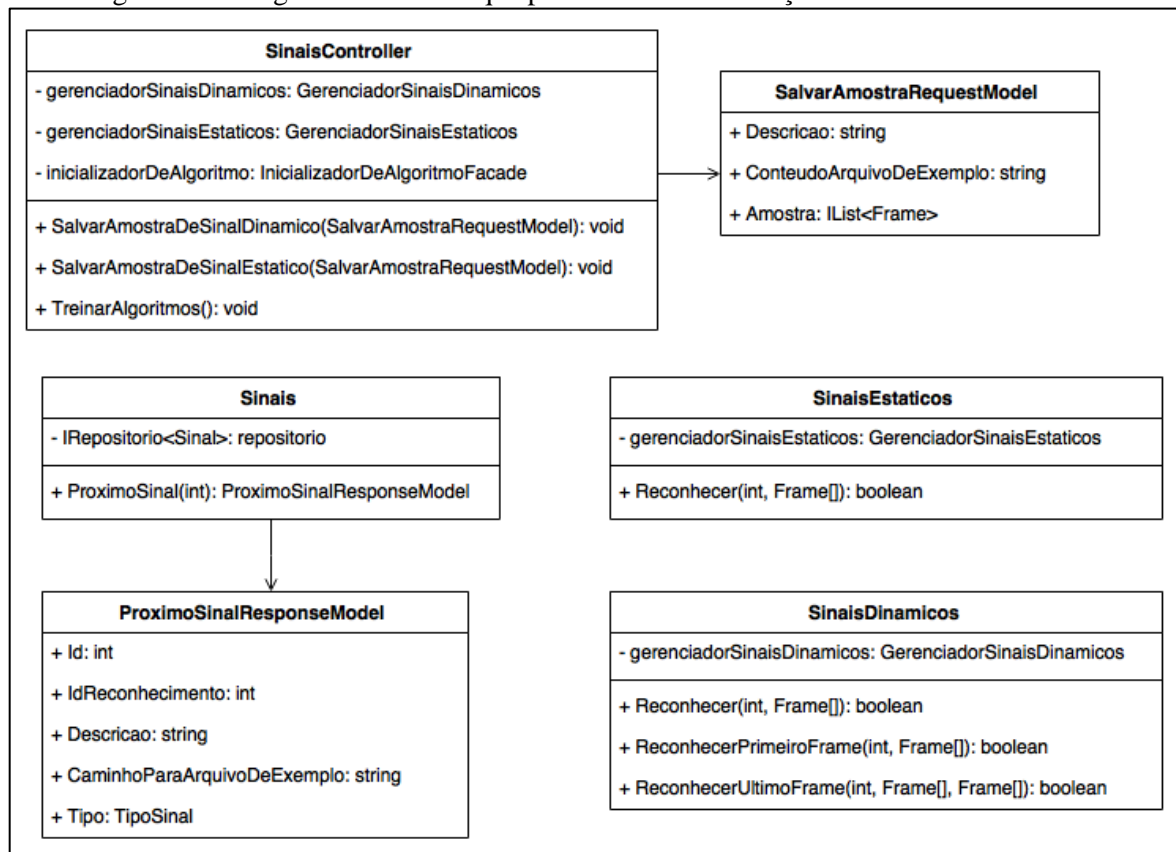 SinaisController
- gerenciadorSinaisDinamicos: GerenciadorSinaisDinamicos
- gerenciadorSinaisEstaticos: GerenciadorSinaisEstaticos
- inicializadorDeAlgoritmo: InicializadorDeAlgoritmoFacade
+ SalvarAmostraDeSinalDinamico(SalvarAmostraRequestModel): void
+ SalvarAmostraDeSinalEstatico(SalvarAmostraRequestModel): void
+ TreinarAlgoritmos(): void
SalvarAmostraRequestModel
+ Descricao: string
+ ConteudoArquivoDeExemplo: string
+ Amostra: IList<Frame>
Sinais
- IRepositorio<Sinal>: repositorio
+ ProximoSinal(int): ProximoSinalResponseModel
SinaisEstaticos
- gerenciadorSinaisEstaticos: GerenciadorSinaisEstaticos
+ Reconhecer(int, Frame[]): boolean
ProximoSinalResponseModel
+ Id: int
+ IdReconhecimento: int
+ Descricao: string
+ CaminhoParaArquivoDeExemplo: string
+ Tipo: TipoSinal
SinaisDinamicos
- gerenciadorSinaisDinamicos: GerenciadorSinaisDinamicos
+ Reconhecer(int, Frame[]): boolean
+ ReconhecerPrimeiroFrame(int, Frame[]): boolean
+ ReconhecerUltimoFrame(int, Frame[], Frame[]): boolean